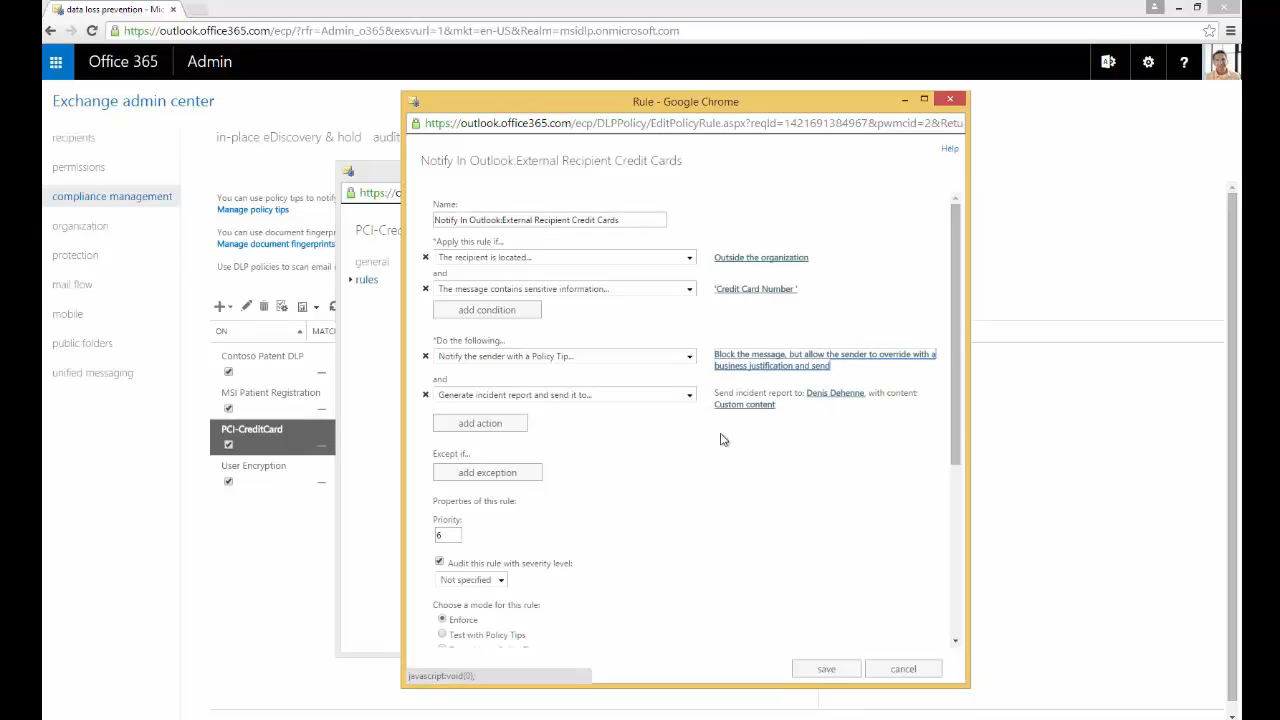 data loss prevention - Mic
https://outlook.office365.com/ecp/?rfr=Admin_o365&exsvurl=1&mkt=en-US&Realm=msidlp.onmicrosoft.com
Office 365
Admin
?
Exchange admin center
recipients
permissions
compliance management
organization
protection
mail flow
mobile
public folders
unified messaging
in-place eDiscovery & hold
You can use policy tips to notif
Manage policy tips
You can use document fingerprin
Manage document fingerprints
Use DLP policies to scan email
ON
MATC
Contoso Patent DLP
MSI Patient Registration
PCI-CreditCard
User Encryption
https://
PCI-Cre
general
rules
Rule - Google Chrome
https://outlook.office365.com/ecp/DLPPolicy/EditPolicyRule.aspx?reqId=1421691384967&pwmcid=2&Retu
Help
Notify In Outlook:External Recipient Credit Cards
Name:
Notify In Outlook:External Recipient Credit Cards
*Apply this rule if...
The recipient is located...
Outside the organization
and
The message contains sensitive information...
'Credit Card Number '
add condition
*Do the following...
Notify the sender with a Policy Tip...
Block the message, but allow the sender to override with a
business justification and send
and
Generate incident report and send it to...
Send incident report to: Denis Dehenne, with content:
Custom content
add action
Except if...
add exception
Properties of this rule:
Priority:
6
Audit this rule with severity level:
Not specified
Choose a mode for this rule:
Enforce
Test with Policy Tips
save
cancel
javascript:void(0);